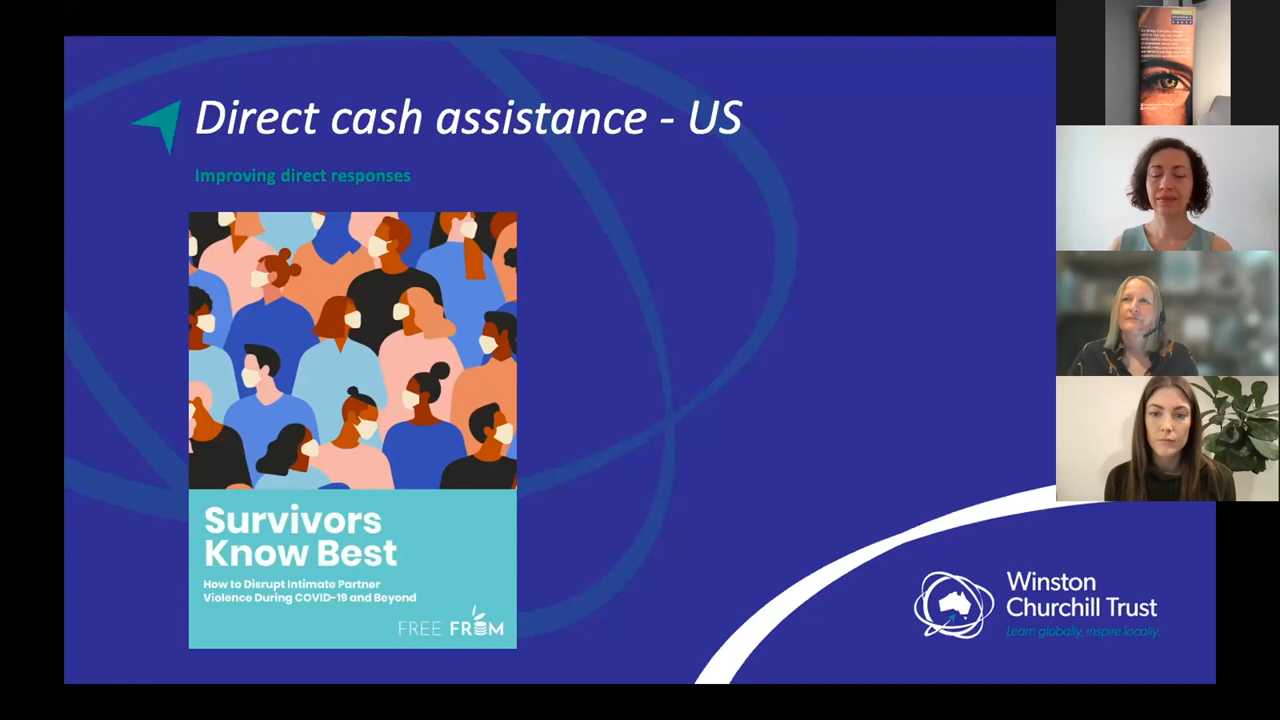 Direct cash assistance - US
Improving direct responses
Survivors
Know Best
How to Disrupt Intimate Partner
Violence During COVID-19 and Beyond
FREE FROM
Winston
Churchill Trust
Learn globally, inspire locally.